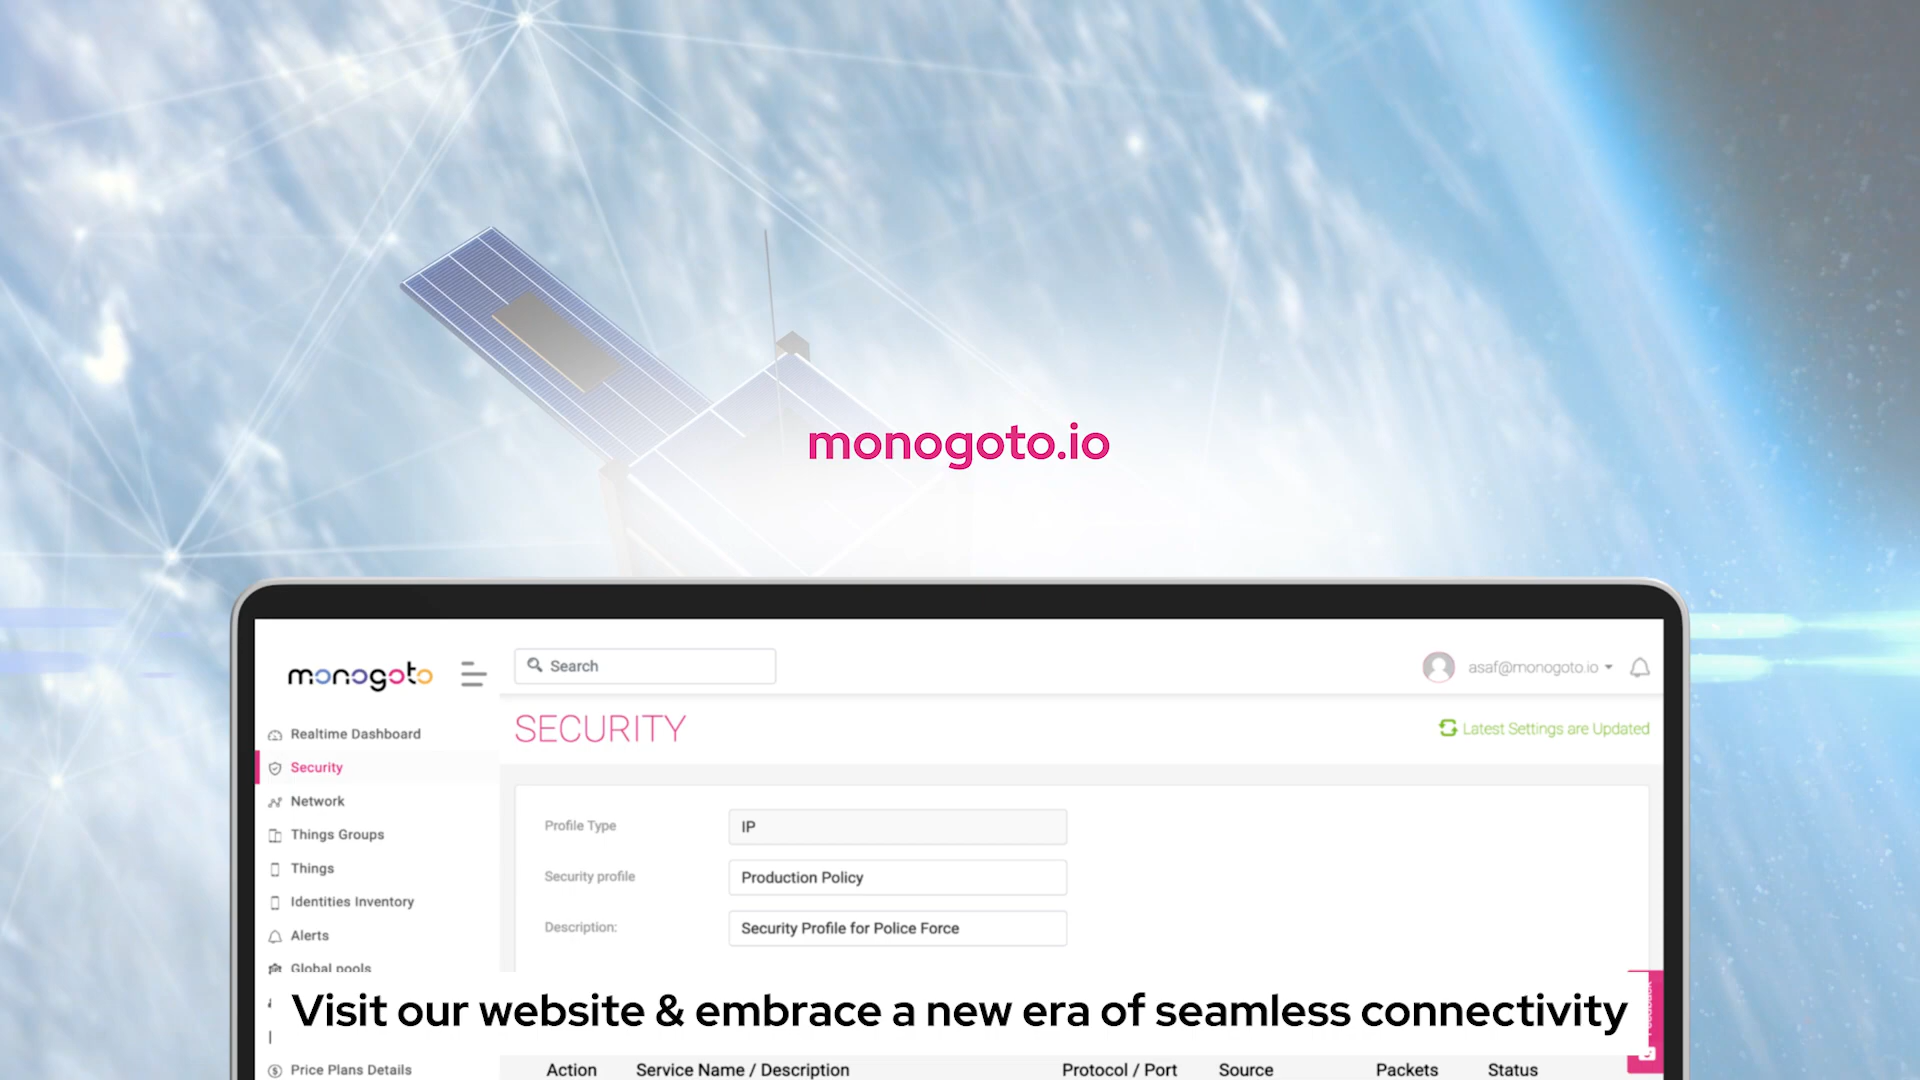 monogoto.io
monogoto
Search
asaf@monogoto.io
SECURITY
Latest Settings are Updated
Realtime Dashboard
Security
Network
Things Groups
Things
Identities Inventory
Alerts
Global pools
Price Plans Details
Profile Type
IP
Security profile
Production Policy
Description:
Security Profile for Police Force
Visit our website & embrace a new era of seamless connectivity
Action Service Name / Description Protocol / Port Source Packets Status